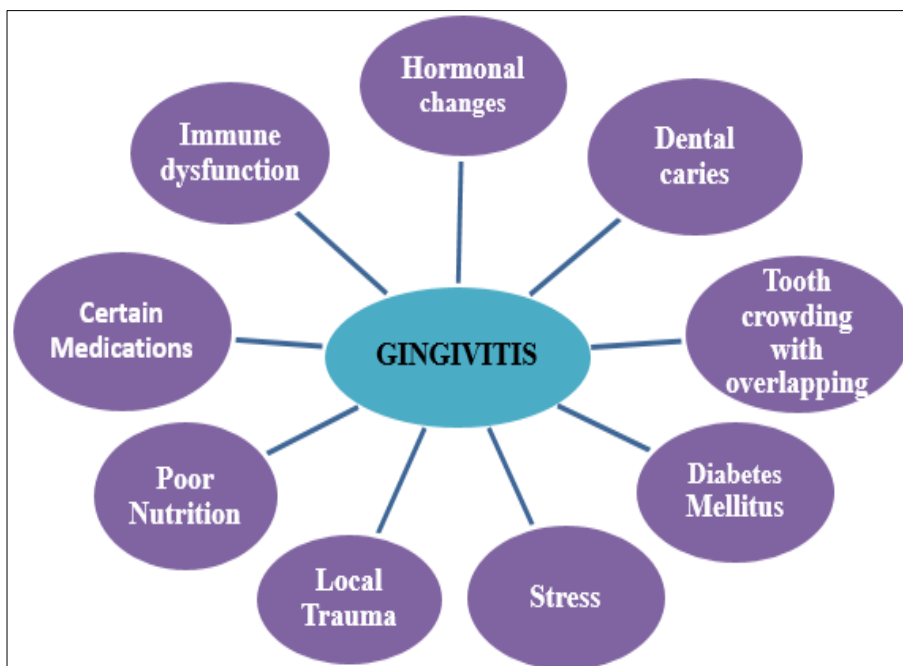 Hormonal
changes
Immune
dysfunction
Dental
caries
Certain
Medications
GINGIVITIS
Tooth
crowding
with
overlapping
Poor
Nutrition
Diabetes
Mellitus
Local
Trauma
Stress